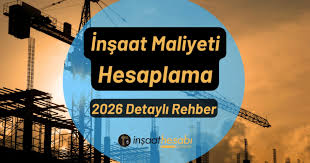 İnşaat Maliyeti
Hesaplama
2026 Detaylı Rehber
inşaathesabı